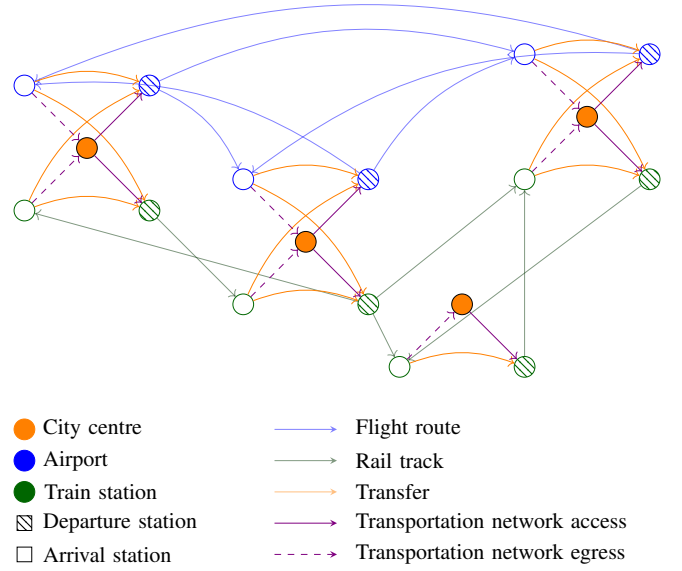 City centre
Flight route
Airport
Rail track
Train station
Transfer
Departure station
Transportation network access
Arrival station
Transportation network egress